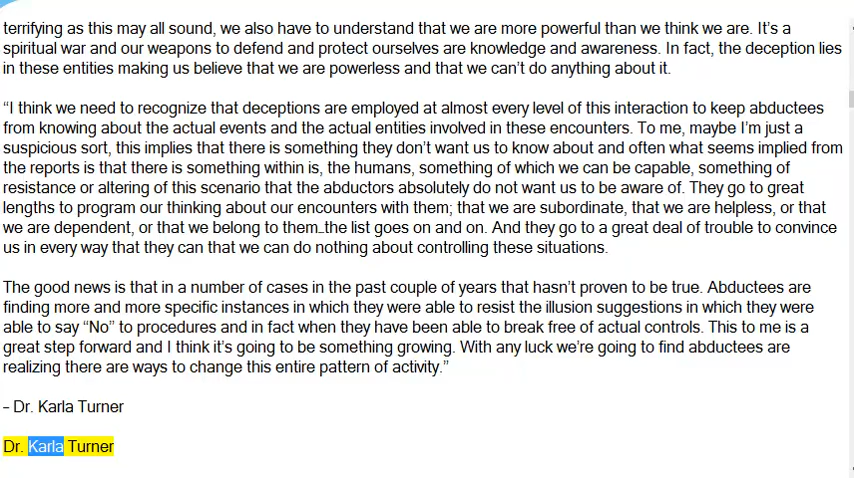 terrifying as this may all sound, we also have to understand that we are more powerful than we think we are. It’s a
spiritual war and our weapons to defend and protect ourselves are knowledge and awareness. In fact, the deception lies
in these entities making us believe that we are powerless and that we can’t do anything about it.
“I think we need to recognize that deceptions are employed at almost every level of this interaction to keep abductees
from knowing about the actual events and the actual entities involved in these encounters. To me, maybe I’m just a
suspicious sort, this implies that there is something they don’t want us to know about and often what seems implied from
the reports is that there is something within is, the humans, something of which we can be capable, something of
resistance or altering of this scenario that the abductors absolutely do not want us to be aware of. They go to great
lengths to program our thinking about our encounters with them; that we are subordinate, that we are helpless, or that
we are dependent, or that we belong to them…the list goes on and on. And they go to a great deal of trouble to convince
us in every way that they can that we can do nothing about controlling these situations.
The good news is that in a number of cases in the past couple of years that hasn’t proven to be true. Abductees are
finding more and more specific instances in which they were able to resist the illusion suggestions in which they were
able to say “No” to procedures and in fact when they have been able to break free of actual controls. This to me is a
great step forward and I think it’s going to be something growing. With any luck we’re going to find abductees are
realizing there are ways to change this entire pattern of activity.”
– Dr. Karla Turner
Dr. Karla Turner